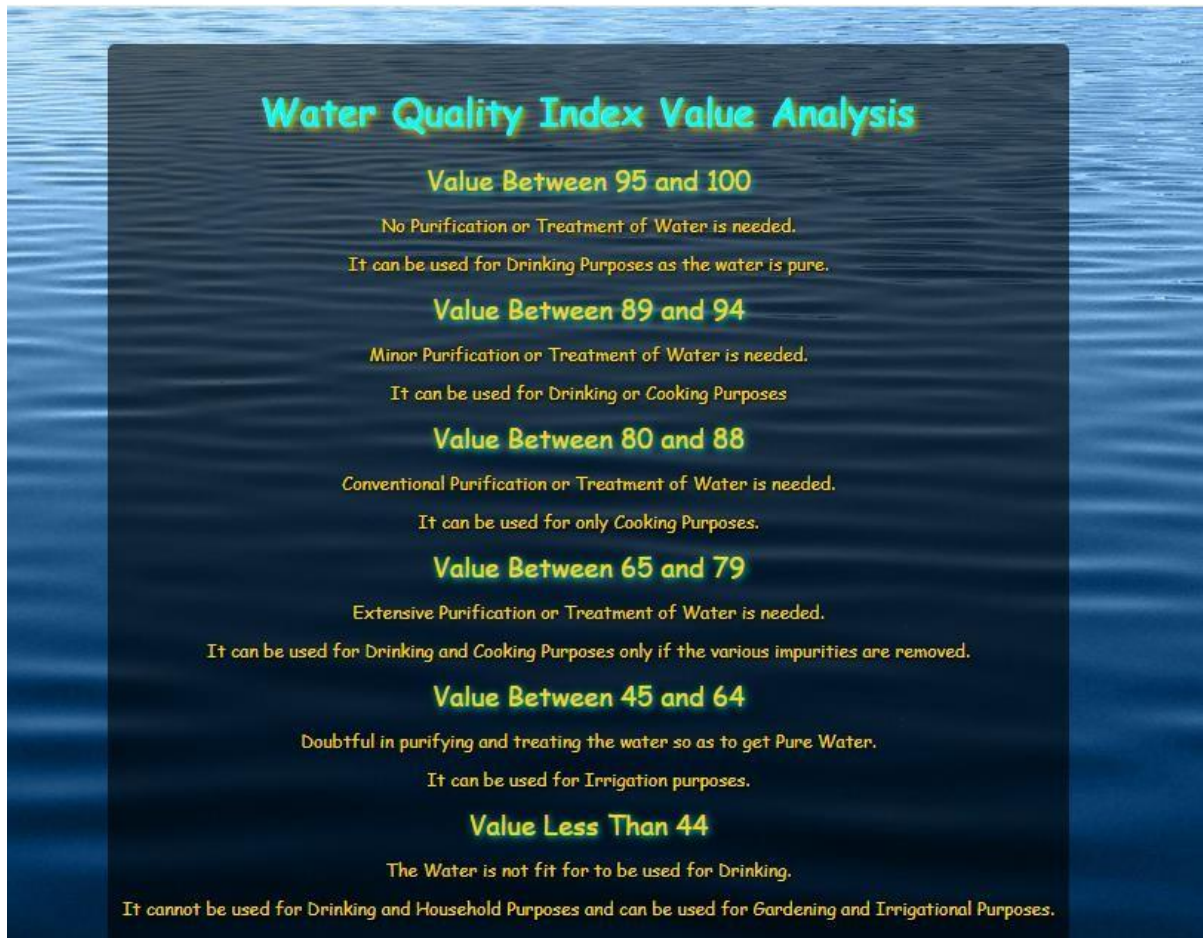 Water Quality Index Value Analysis
Value Between 95 and 100
No Purification or Treatment of Water is needed.
It can be used for Drinking Purposes as the water is pure.
Value Between 89 and 94
Minor Purification or Treatment of Water is needed.
It can be used for Drinking or Cooking Purposes
Value Between 80 and 88
Conventional Purification or Treatment of Water is needed.
It can be used for only Cooking Purposes.
Value Between 65 and 79
Extensive Purification or Treatment of Water is needed.
It can be used for Drinking and Cooking Purposes only if the various impurities are removed.
Value Between 45 and 64
Doubtful in purifying and treating the water so as to get Pure Water.
It can be used for Irrigation purposes.
Value Less Than 44
The Water is not fit for to be used for Drinking.
It cannot be used for Drinking and Household Purposes and can be used for Gardening and Irrigational Purposes.